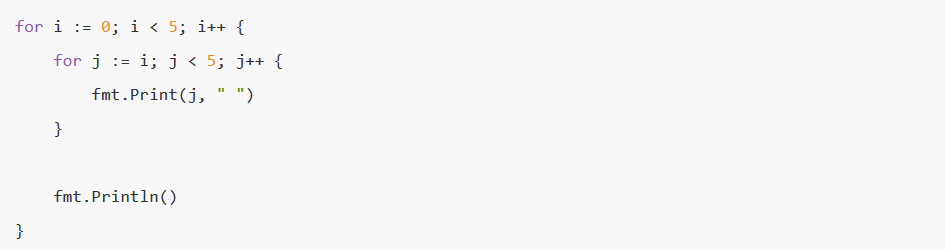 for i := 0; i < 5; i++ {
    for j := i; j < 5; j++ {
        fmt.Print(j, " ")
    }

    fmt.Println()
}